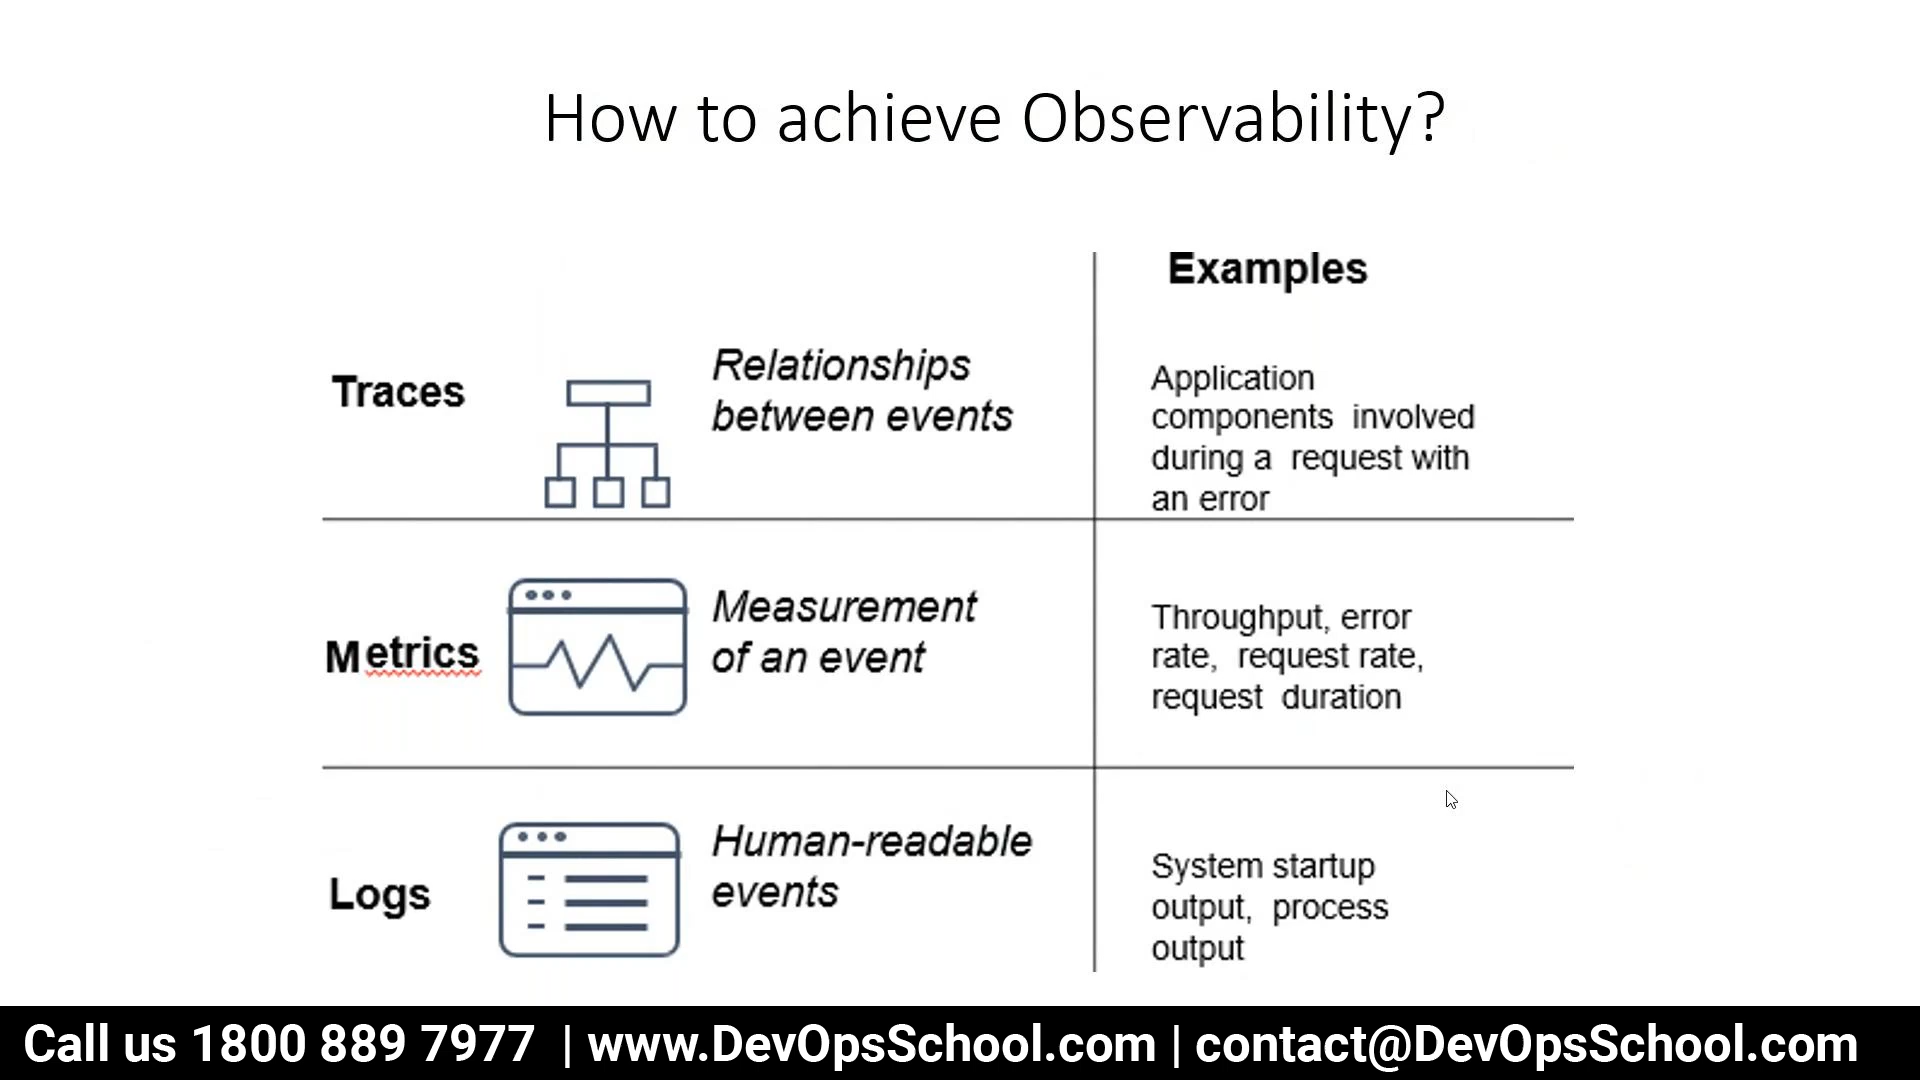 How to achieve Observability?
Examples
Traces
Relationships
between events
Application
components involved
during a request with
an error
Metrics
Measurement
of an event
Throughput, error
rate, request rate,
request duration
Logs
Human-readable
events
System startup
output, process
output
Call us 1800 889 7977 | www.DevOpsSchool.com | contact@DevOpsSchool.com